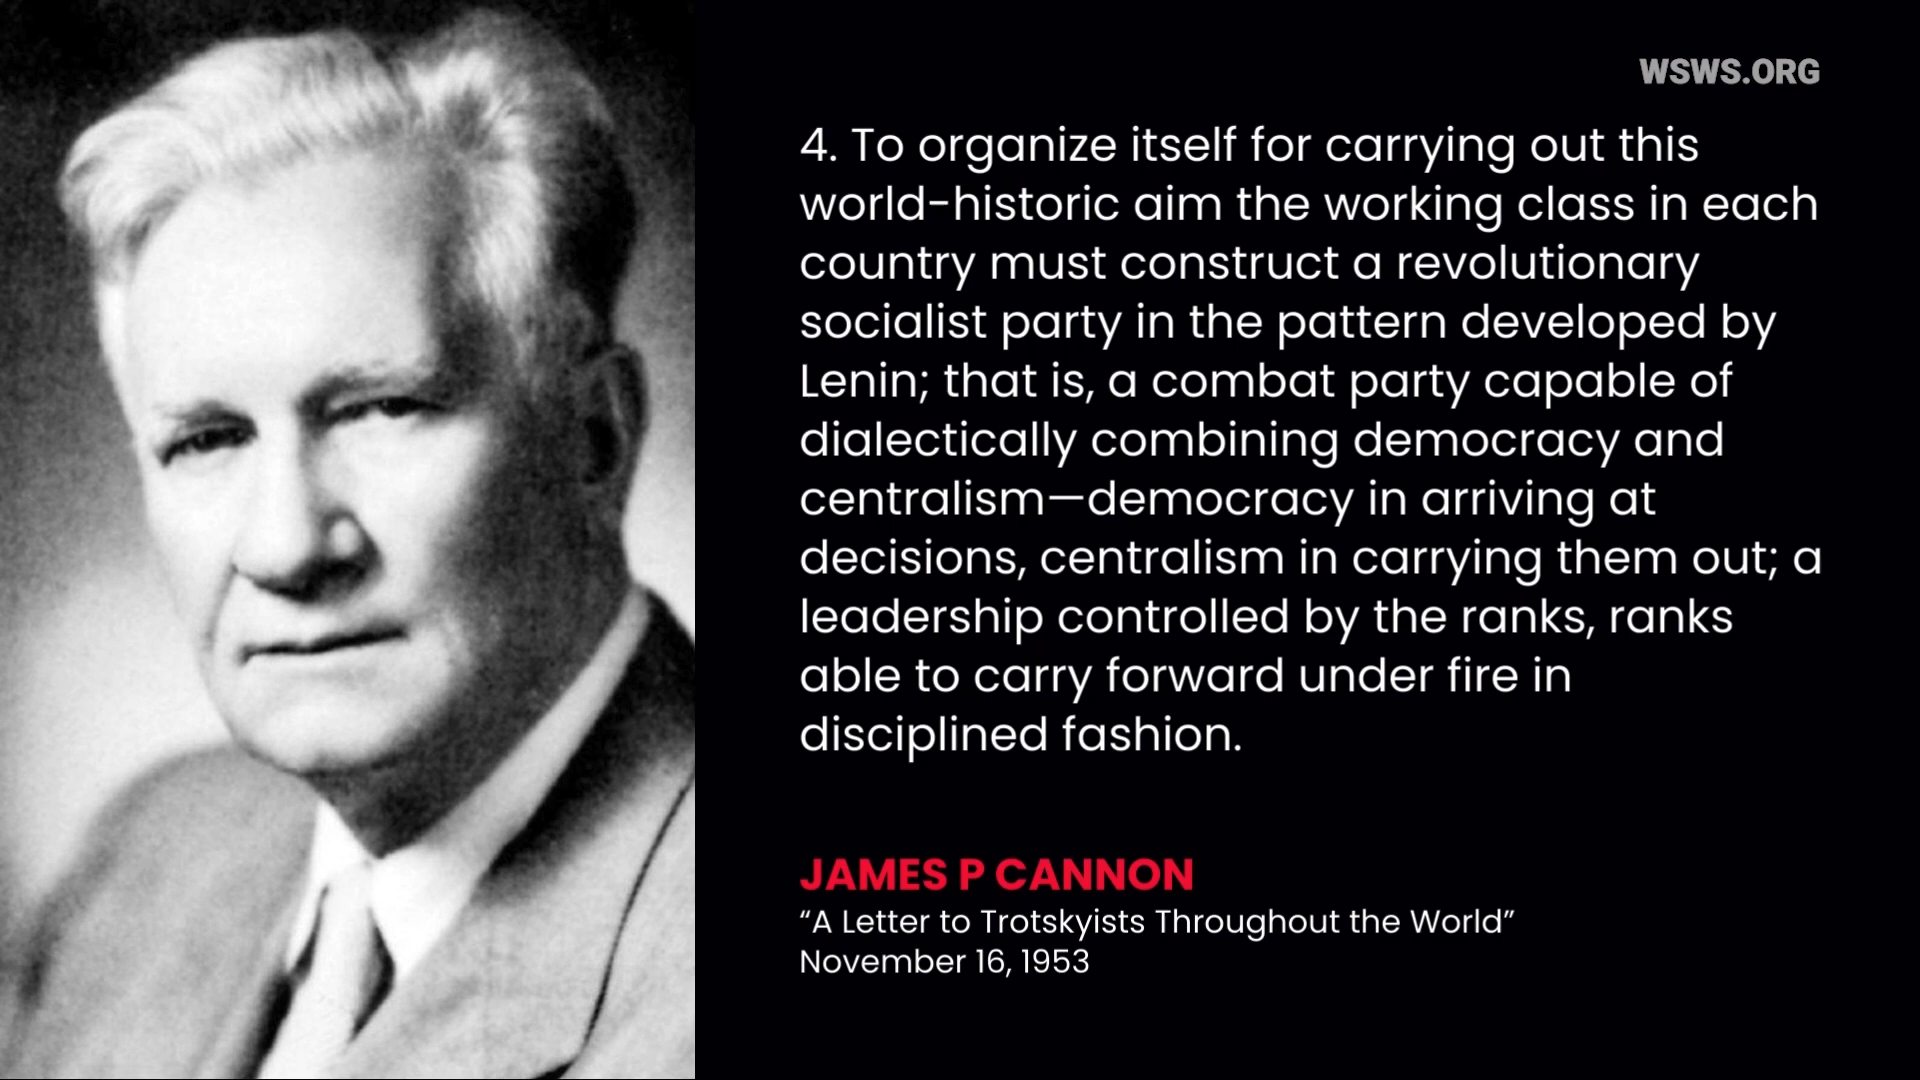 WSWS.ORG
4. To organize itself for carrying out this
world-historic aim the working class in each
country must construct a revolutionary
socialist party in the pattern developed by
Lenin; that is, a combat party capable of
dialectically combining democracy and
centralism—democracy in arriving at
decisions, centralism in carrying them out; a
leadership controlled by the ranks, ranks
able to carry forward under fire in
disciplined fashion.
JAMES P CANNON
“A Letter to Trotskyists Throughout the World”
November 16, 1953